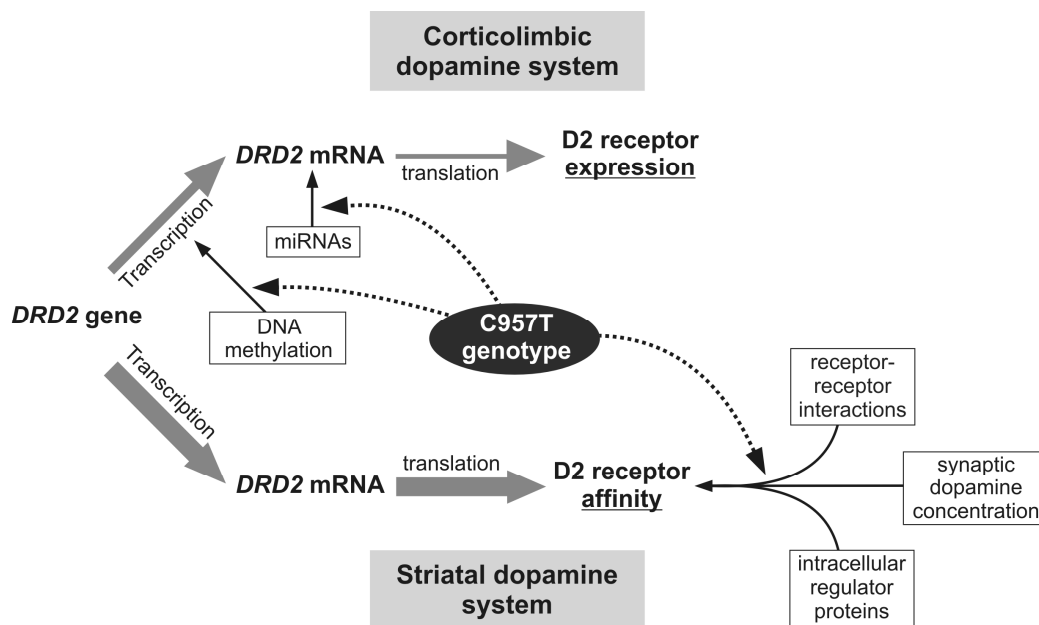 Corticolimbic
dopamine system
DRD2 mRNA
translation
D2 receptor
expression
Transcription
miRNAs
DRD2 gene
DNA
methylation
C957T
genotype
Transcription
receptor-
receptor
interactions
DRD2 mRNA
translation
D2 receptor
affinity
synaptic
dopamine
concentration
intracellular
regulator
proteins
Striatal dopamine
system